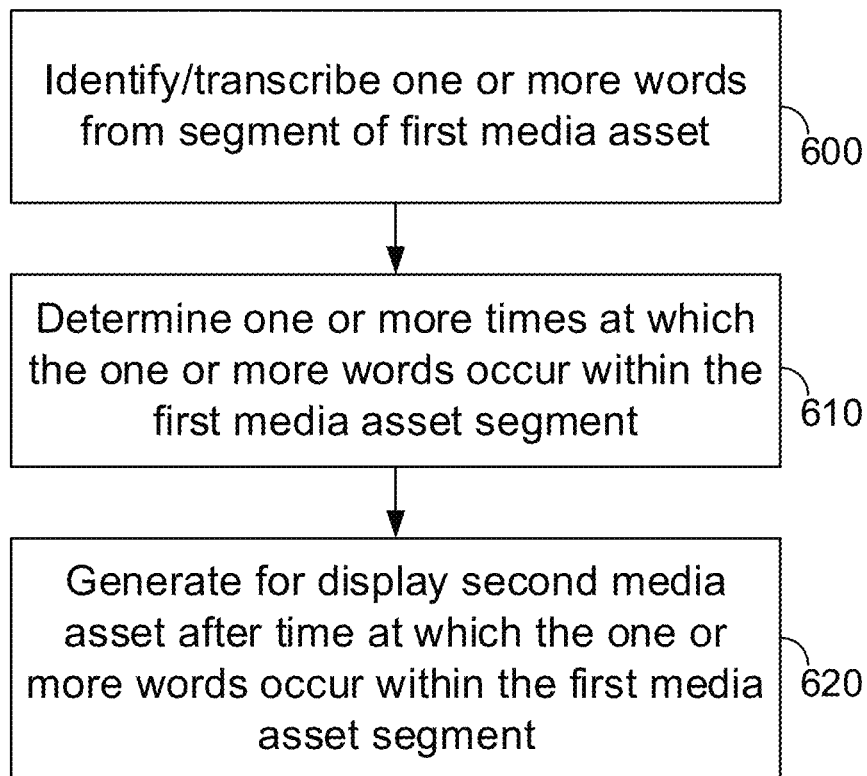 Identify/transcribe one or more words
from segment of first media asset
600
Determine one or more times at which
the one or more words occur within the
first media asset segment
610
Generate for display second media
asset after time at which the one or
more words occur within the first media
asset segment
620